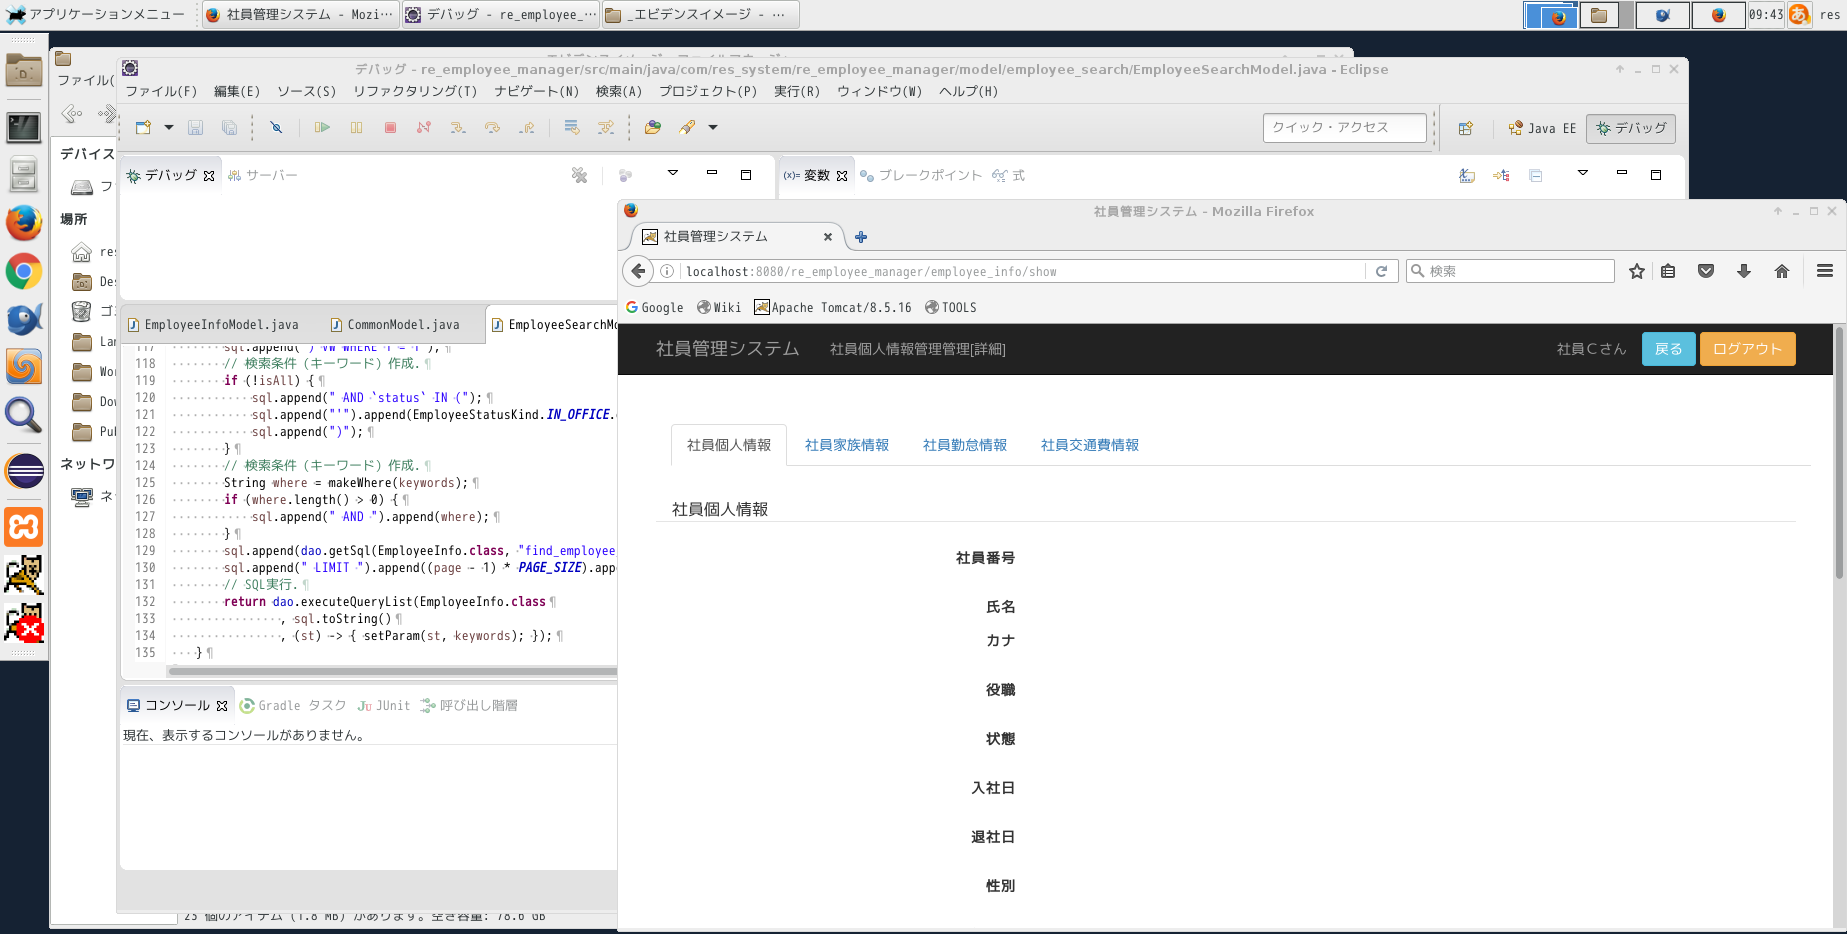 アプリケーションメニュー
社員管理システム - Mozi…
デバッグ - re_employee_…
_エビデンスイメージ - …
09:43
あ
res
ファイル(
デバイス
場所
res
Des
ゴ
Lar
Wor
Dow
Pul
ネットワ
ネ
23 個のアイテム (1.8 MB) があります。空き容量: 78.6 GB
デバッグ - re_employee_manager/src/main/java/com/res_system/re_employee_manager/model/employee_search/EmployeeSearchModel.java - Eclipse
ファイル(F) 編集(E) ソース(S) リファクタリング(T) ナビゲート(N) 検索(A) プロジェクト(P) 実行(R) ウィンドウ(W) ヘルプ(H)
クイック・アクセス
Java EE
デバッグ
デバッグ
サーバー
(x)= 変数
ブレークポイント
式
EmployeeInfoModel.java
CommonModel.java
EmployeeSearchMo
117 sql.append(") VW WHERE 1 = 1");
118 // 検索条件（キーワード）作成.
119 if (!isAll) {
120 sql.append(" AND `status` IN (");
121 sql.append("'").append(EmployeeStatusKind.IN_OFFICE.
122 sql.append(")");
123 }
124 // 検索条件（キーワード）作成.
125 String where = makeWhere(keywords);
126 if (where.length() > 0) {
127 sql.append(" AND ").append(where);
128 }
129 sql.append(dao.getSql(EmployeeInfo.class, "find_employee_
130 sql.append(" LIMIT ").append((page - 1) * PAGE_SIZE).app
131 // SQL実行.
132 return dao.executeQueryList(EmployeeInfo.class
133 , sql.toString()
134 , (st) -> { setParam(st, keywords); });
135 }
コンソール
Gradle タスク
JUnit
呼び出し階層
現在、表示するコンソールがありません。
社員管理システム - Mozilla Firefox
社員管理システム
localhost:8080/re_employee_manager/employee_info/show
検索
Google
Wiki
Apache Tomcat/8.5.16
TOOLS
社員管理システム
社員個人情報管理管理[詳細]
社員Ｃさん
戻る
ログアウト
社員個人情報
社員家族情報
社員勤怠情報
社員交通費情報
社員個人情報
社員番号
氏名
カナ
役職
状態
入社日
退社日
性別